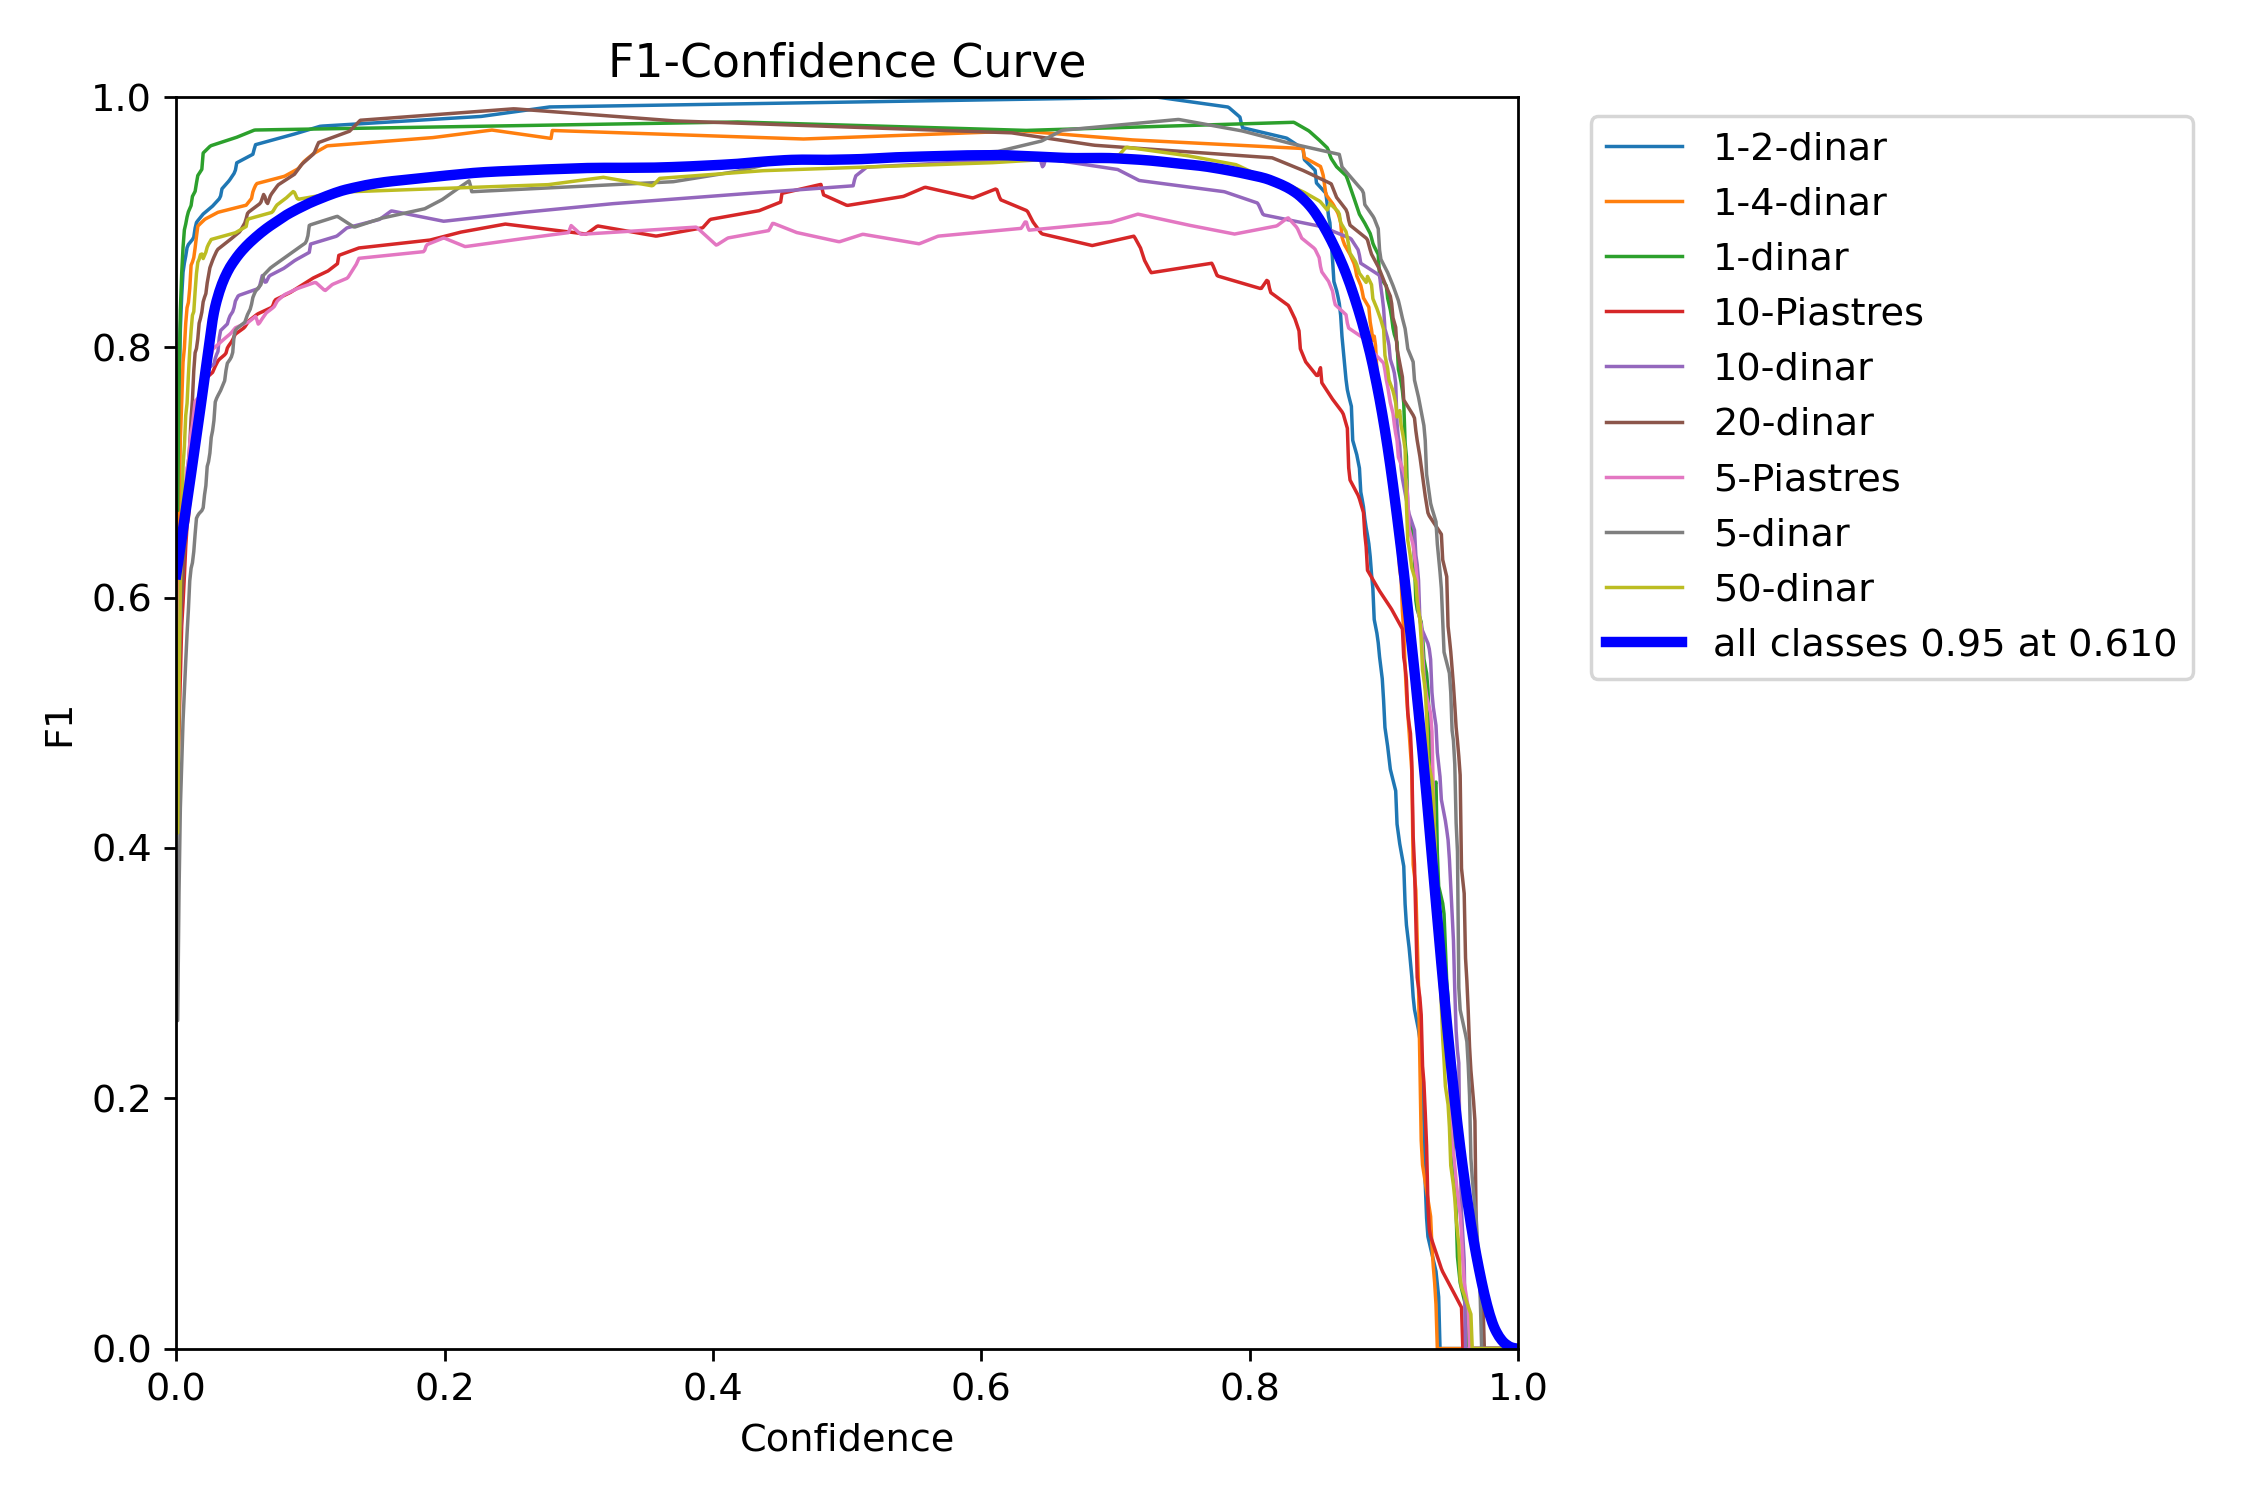 F1-Confidence Curve
1.0
0.8
0.6
0.4
0.2
0.0
F1
0.0 0.2 0.4 0.6 0.8 1.0
Confidence
1-2-dinar
1-4-dinar
1-dinar
10-Piastres
10-dinar
20-dinar
5-Piastres
5-dinar
50-dinar
all classes 0.95 at 0.610